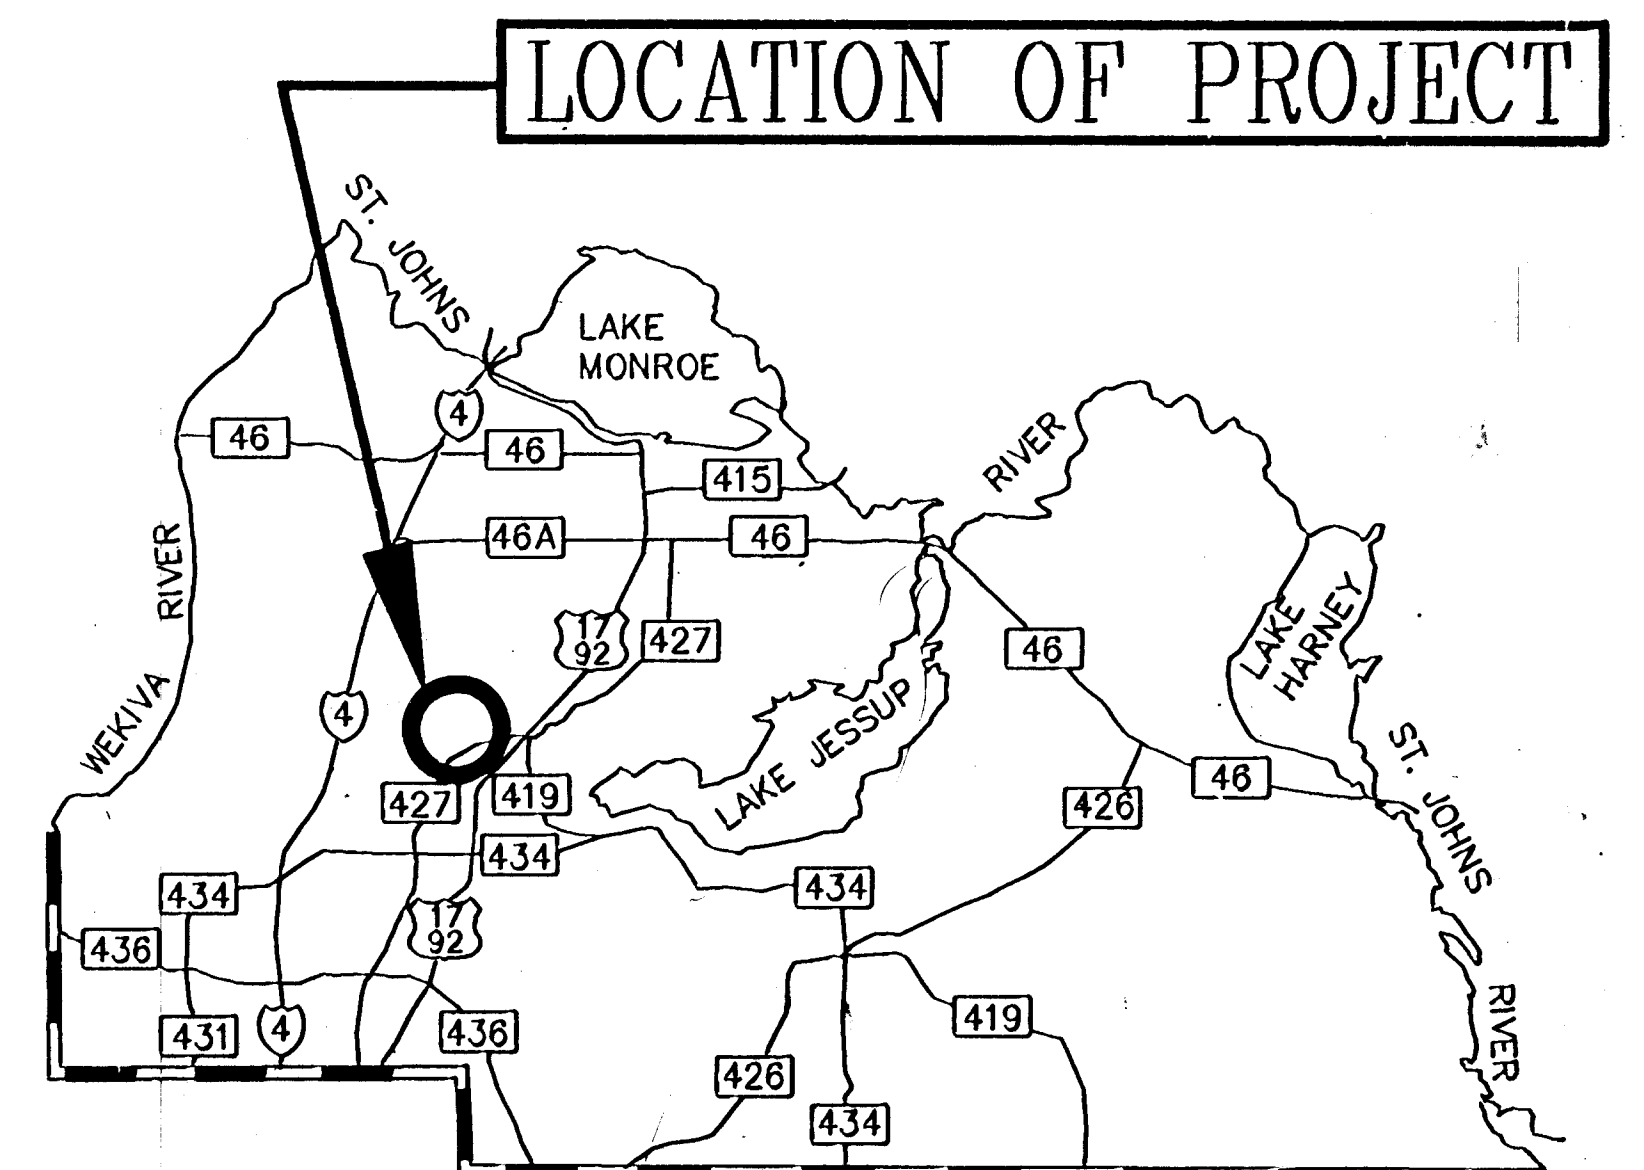 LOCATION OF PROJECT
ST. JOHNS
LAKE
MONROE
4
46
46
415
RIVER
46A
46
RIVER
17
92
427
46
LAKE
HARNEY
WEKIVA
4
LAKE JESSUP
ST. JOHNS
427
419
46
426
434
434
434
17
92
436
RIVER
431
4
436
419
426
434